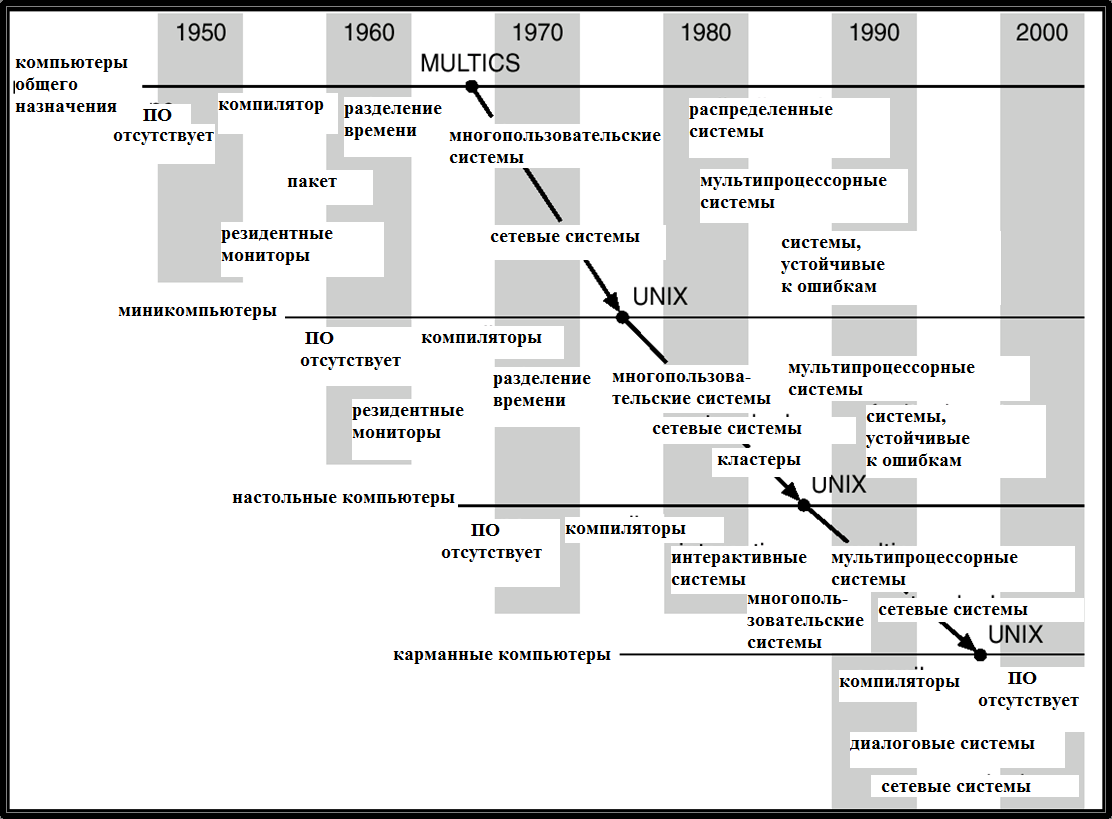 1950 1960 1970 1980 1990 2000
компьютеры
общего
назначения
MULTICS
ПО
отсутствует
компилятор
разделение
времени
многопользовательские
системы
распределенные
системы
пакет
мультипроцессорные
системы
резидентные
мониторы
сетевые системы
системы,
устойчивые
к ошибкам
миникомпьютеры
UNIX
ПО
отсутствует
компиляторы
разделение
времени
многопользова-
тельские системы
мультипроцессорные
системы
резидентные
мониторы
сетевые системы
системы,
устойчивые
к ошибкам
кластеры
настольные компьютеры
UNIX
ПО
отсутствует
компиляторы
интерактивные
системы
мультипроцессорные
системы
многополь-
зовательские
системы
сетевые системы
карманные компьютеры
UNIX
компиляторы
ПО
отсутствует
диалоговые системы
сетевые системы